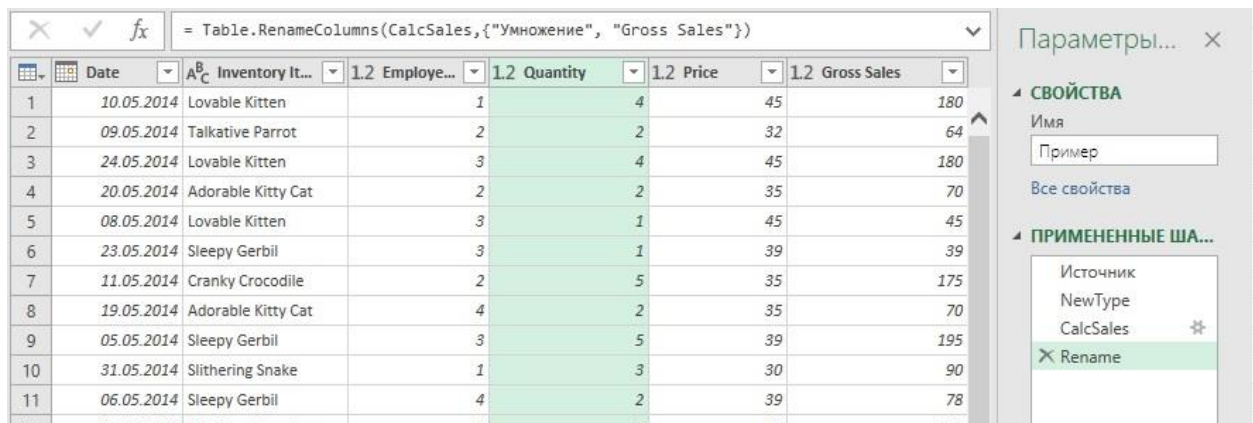 fx = Table.RenameColumns(CalcSales,{"Умножение", "Gross Sales"})
Date ABC Inventory It... 1.2 Employe... 1.2 Quantity 1.2 Price 1.2 Gross Sales
1 10.05.2014 Lovable Kitten 1 4 45 180
2 09.05.2014 Talkative Parrot 2 2 32 64
3 24.05.2014 Lovable Kitten 3 4 45 180
4 20.05.2014 Adorable Kitty Cat 2 2 35 70
5 08.05.2014 Lovable Kitten 3 1 45 45
6 23.05.2014 Sleepy Gerbil 3 1 39 39
7 11.05.2014 Cranky Crocodile 2 5 35 175
8 19.05.2014 Adorable Kitty Cat 4 2 35 70
9 05.05.2014 Sleepy Gerbil 3 5 39 195
10 31.05.2014 Slithering Snake 1 3 30 90
11 06.05.2014 Sleepy Gerbil 4 2 39 78
Параметры...
СВОЙСТВА
Имя
Пример
Все свойства
ПРИМЕНЕННЫЕ ША...
Источник
NewType
CalcSales
Rename